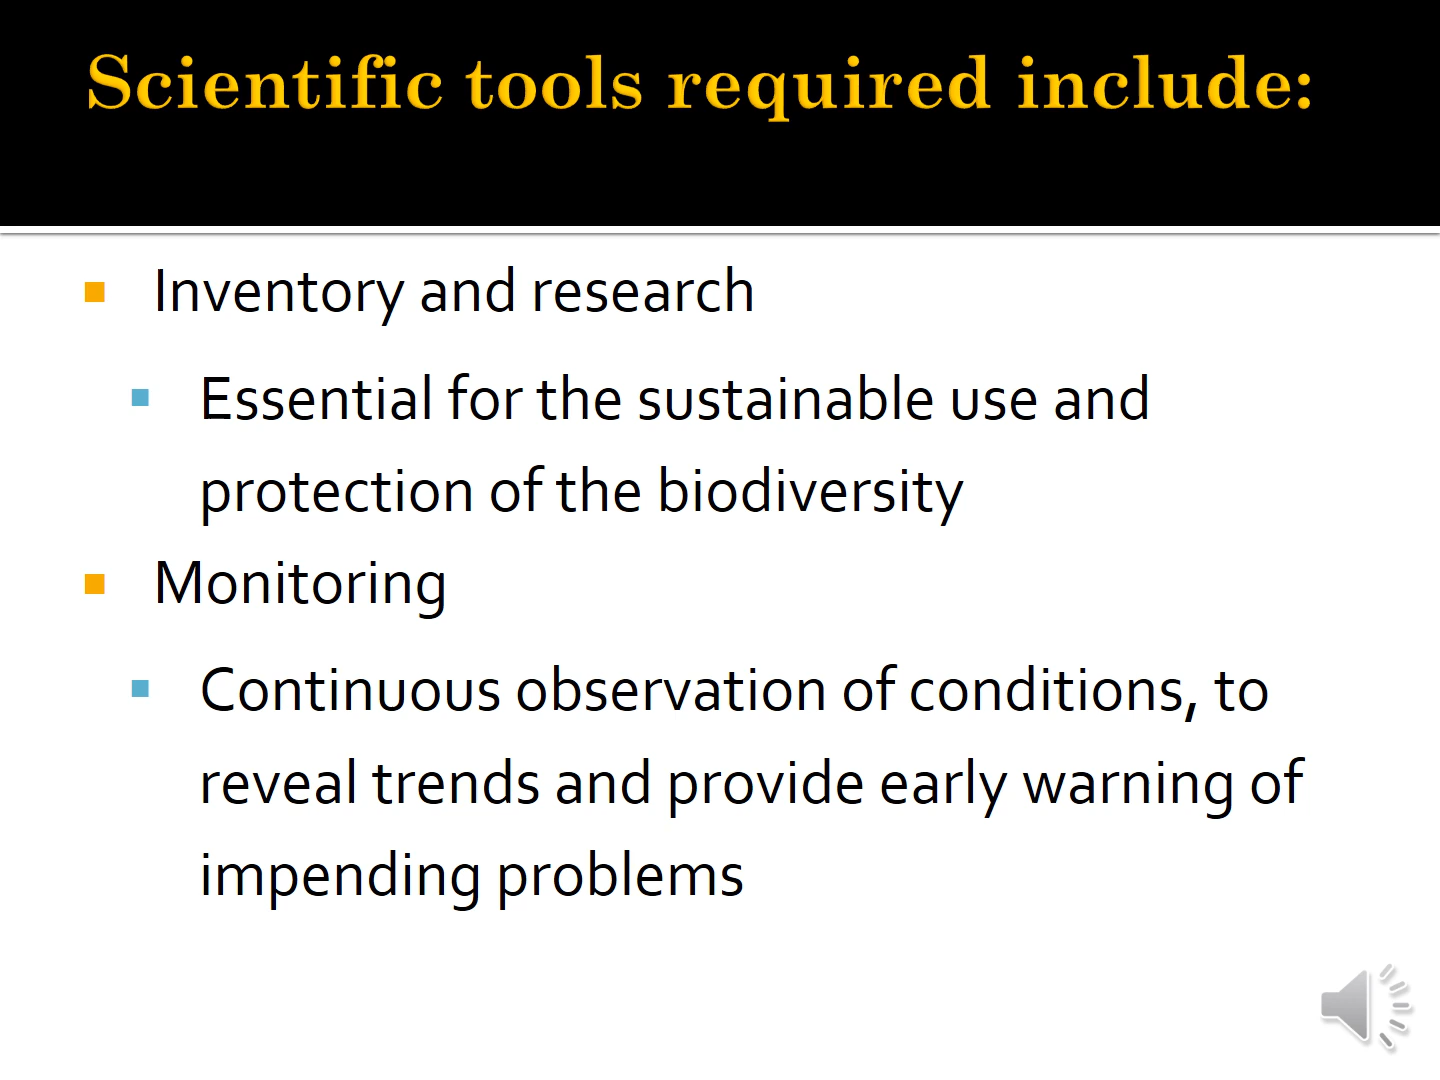 Scientific tools required include:
Inventory and research
Essential for the sustainable use and
protection of the biodiversity
Monitoring
Continuous observation of conditions, to
reveal trends and provide early warning of
impending problems